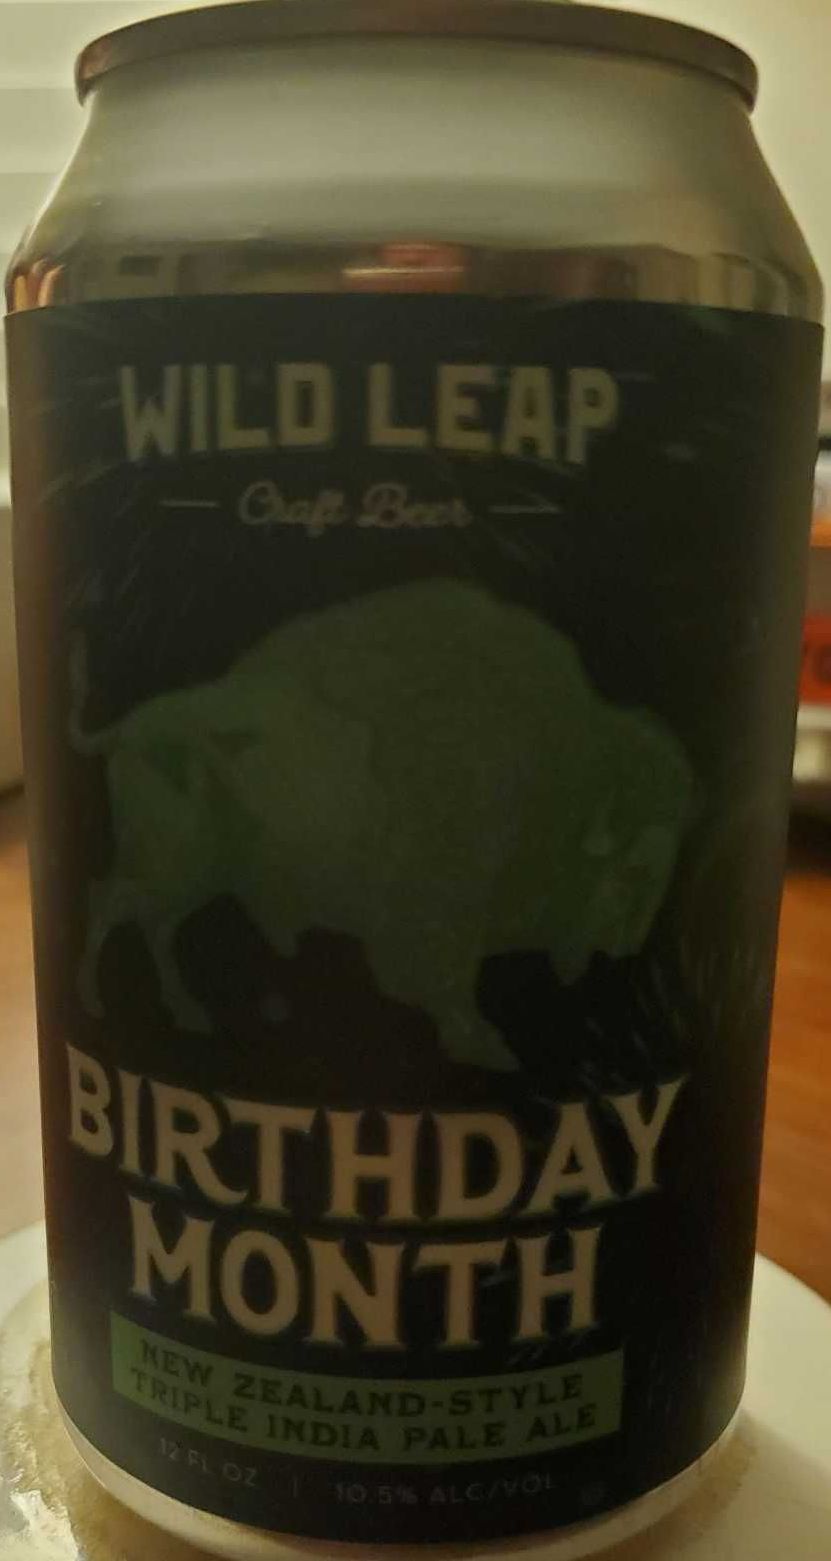 WILD LEAP
Craft Beer
BIRTHDAY
MONTH
NEW ZEALAND-STYLE
TRIPLE INDIA PALE ALE
12 FL OZ | 10.5% ALC/VOL